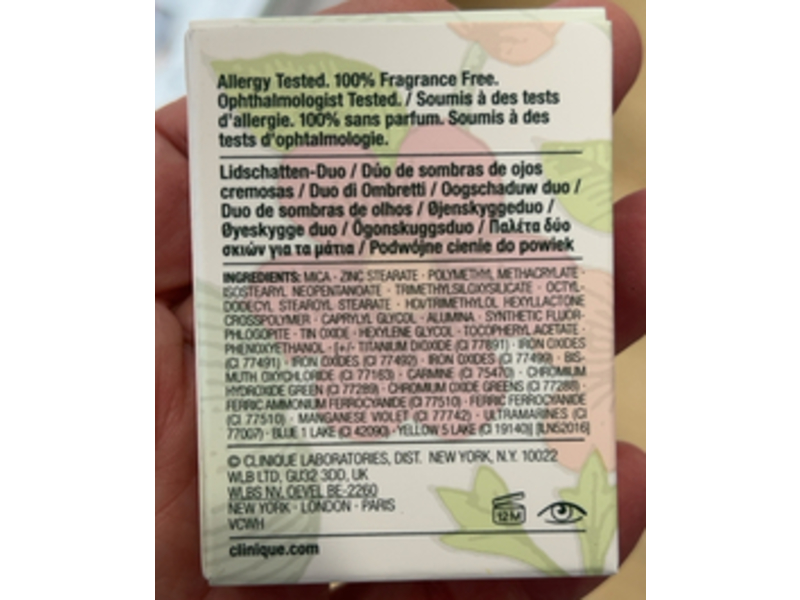 Allergy Tested. 100% Fragrance Free.
Ophthalmologist Tested. / Soumis à des tests
d'allergie. 100% sans parfum. Soumis à des
tests d'ophtalmologie.
Lidschatten-Duo / Dúo de sombras de ojos
cremosas / Duo di Ombretti / Oogschaduw duo /
Duo de sombras de olhos / Øjenskyggeduo /
Øyeskygge duo / Ögonskuggsduo / Παλέτα δύο
σκιών για τα μάτια / Podwójne cienie do powiek
INGREDIENTS: MICA · ZINC STEARATE · POLYMETHYL METHACRYLATE ·
ISOSTEARYL NEOPENTANOATE · TRIMETHYLSILOXYSILICATE · OCTYL-
DODECYL STEAROYL STEARATE · HDI/TRIMETHYLOL HEXYLLACTONE
CROSSPOLYMER · CAPRYLYL GLYCOL · ALUMINA · SYNTHETIC FLUOR-
PHLOGOPITE · TIN OXIDE · HEXYLENE GLYCOL · TOCOPHERYL ACETATE ·
PHENOXYETHANOL · [+/- TITANIUM DIOXIDE (CI 77891) · IRON OXIDES
(CI 77491) · IRON OXIDES (CI 77492) · IRON OXIDES (CI 77499) · BIS-
MUTH OXYCHLORIDE (CI 77163) · CARMINE (CI 75470) · CHROMIUM
HYDROXIDE GREEN (CI 77289) · CHROMIUM OXIDE GREENS (CI 77288) ·
FERRIC AMMONIUM FERROCYANIDE (CI 77510) · FERRIC FERROCYANIDE
(CI 77510) · MANGANESE VIOLET (CI 77742) · ULTRAMARINES (CI
77007) · BLUE 1 LAKE (CI 42090) · YELLOW 5 LAKE (CI 19140)] [ILN52016]
© CLINIQUE LABORATORIES, DIST. NEW YORK, N.Y. 10022
WLB LTD, GU32 3DD, UK
WLBS NV, OEVEL BE-2260
NEW YORK · LONDON · PARIS
VCWH
12M
clinique.com